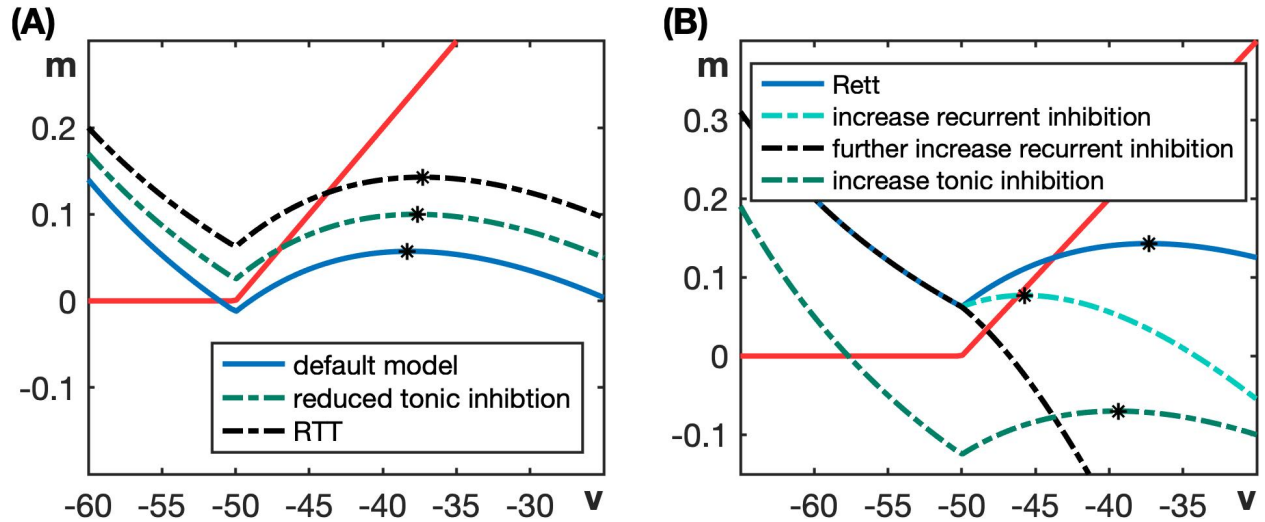 (A)
m
0.2
0.1
0
-0.1
default model
reduced tonic inhibtion
RTT
-60 -55 -50 -45 -40 -35 -30 v
(B)
m
0.3
0.2
0.1
0
-0.1
Rett
increase recurrent inhibition
further increase recurrent inhibition
increase tonic inhibition
-60 -55 -50 -45 -40 -35 v